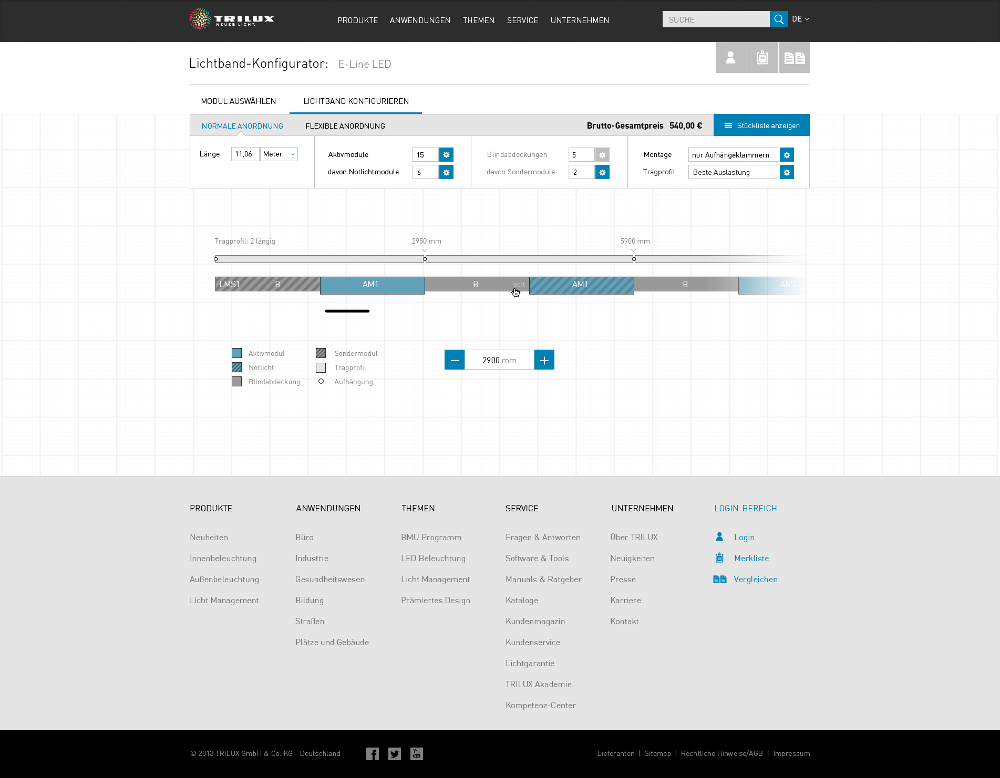 TRILUX
NEUES LICHT.
PRODUKTE ANWENDUNGEN THEMEN SERVICE UNTERNEHMEN
SUCHE
DE
Lichtband-Konfigurator: E-Line LED
MODUL AUSWÄHLEN LICHTBAND KONFIGURIEREN
NORMALE ANORDNUNG FLEXIBLE ANORDNUNG Brutto-Gesamtpreis 540,00 € Stückliste anzeigen
Länge 11,06 Meter
Aktivmodule 15
davon Notlichtmodule 6
Blindabdeckungen 5
davon Sondermodule 2
Montage nur Aufhängeklammern
Tragprofil Beste Auslastung
Tragprofil: 2 längig 2950 mm 5900 mm
LMS1 B AM1 B edit AM1 B AM1
Aktivmodul
Notlicht
Blindabdeckung
Sondermodul
Tragprofil
Aufhängung
2900 mm
PRODUKTE
Neuheiten
Innenbeleuchtung
Außenbeleuchtung
Licht Management
ANWENDUNGEN
Büro
Industrie
Gesundheitswesen
Bildung
Straßen
Plätze und Gebäude
THEMEN
BMU Programm
LED Beleuchtung
Licht Management
Prämiertes Design
SERVICE
Fragen & Antworten
Software & Tools
Manuals & Ratgeber
Kataloge
Kundenmagazin
Kundenservice
Lichtgarantie
TRILUX Akademie
Kompetenz-Center
UNTERNEHMEN
Über TRILUX
Neuigkeiten
Presse
Karriere
Kontakt
LOGIN-BEREICH
Login
Merkliste
Vergleichen
© 2013 TRILUX GmbH & Co. KG - Deutschland
You
Tube
Lieferanten | Sitemap | Rechtliche Hinweise/AGB | Impressum